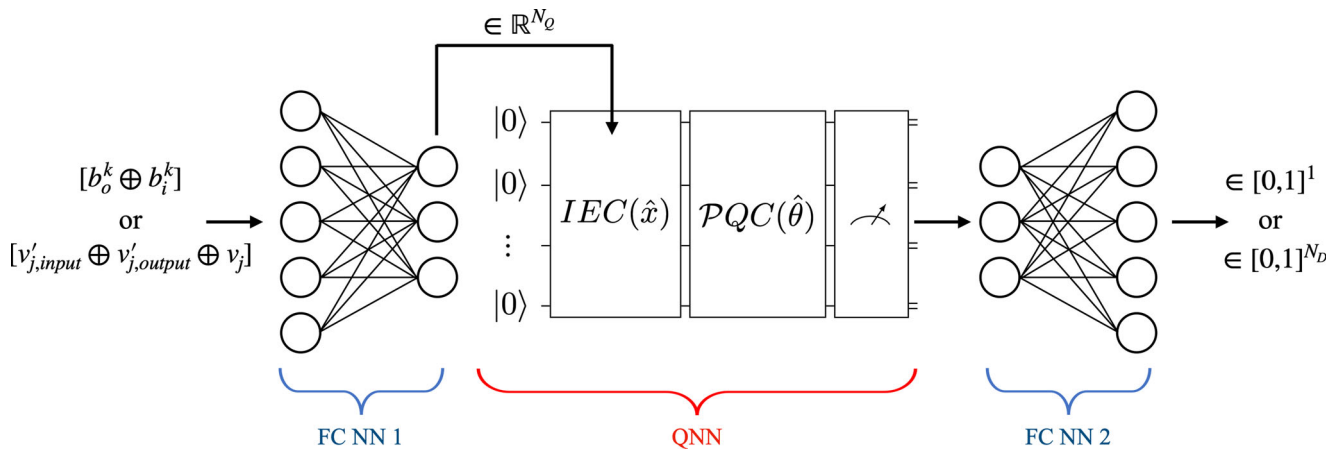 ∈ ℝ^{N_Q}
[b_o^k ⊕ b_i^k]
or
[v'_{j,input} ⊕ v'_{j,output} ⊕ v_j]
|0⟩
|0⟩
⋮
|0⟩
IEC(x̂)
𝒫QC(θ̂)
∈ [0,1]^1
or
∈ [0,1]^{N_D}
FC NN 1
QNN
FC NN 2